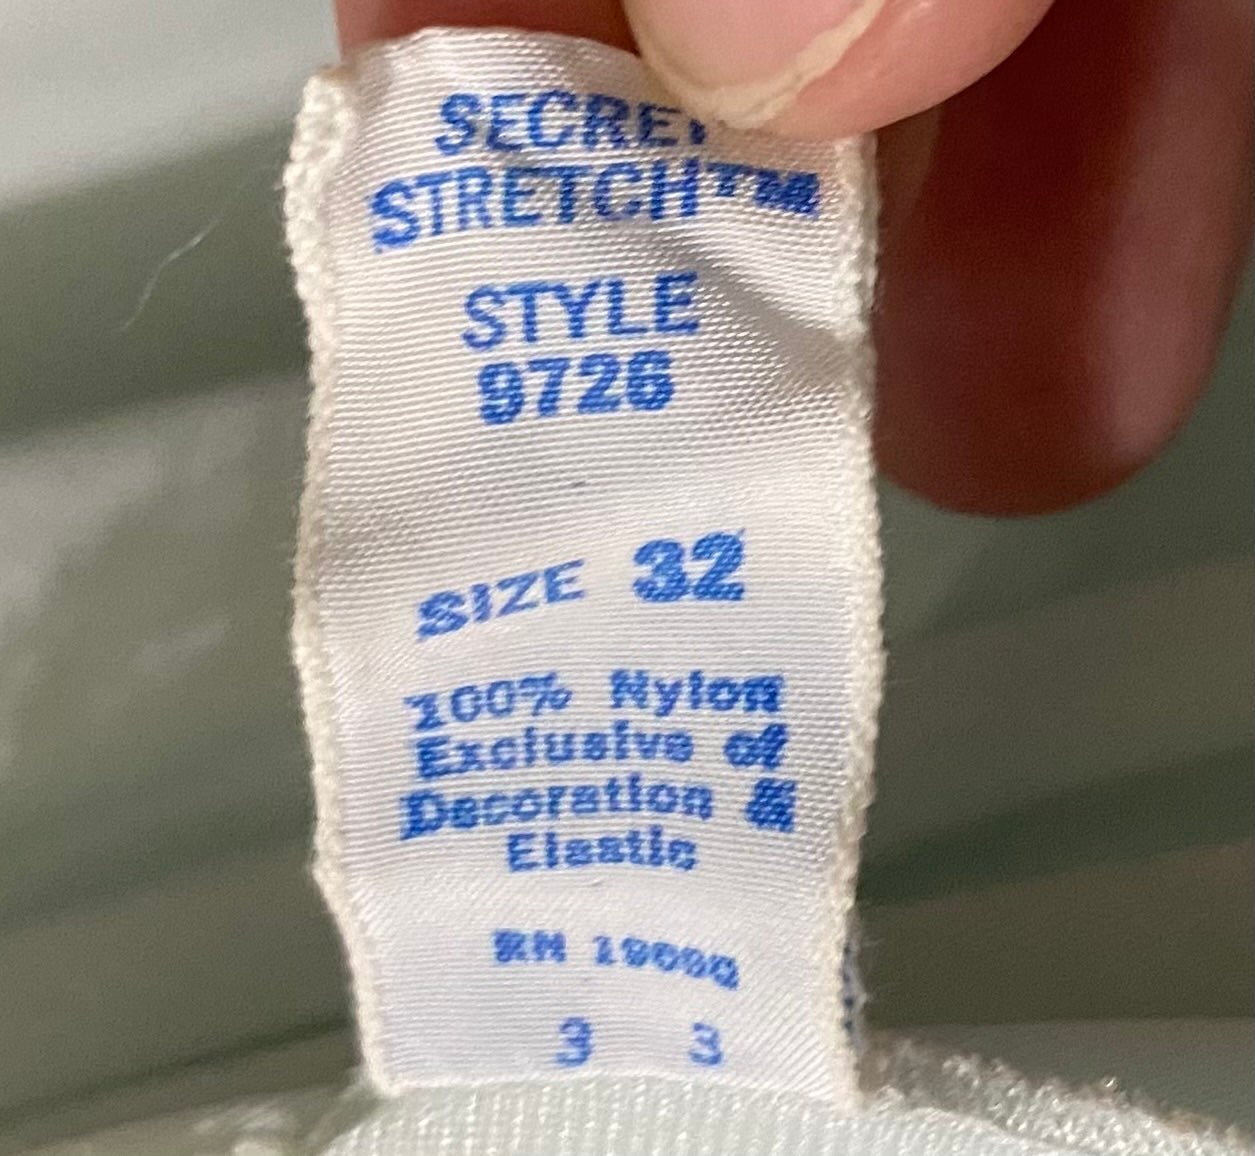 SECRET
STRETCH™
STYLE
9726
SIZE 32
100% Nylon
Exclusive of
Decoration &
Elastic
RN
3 3